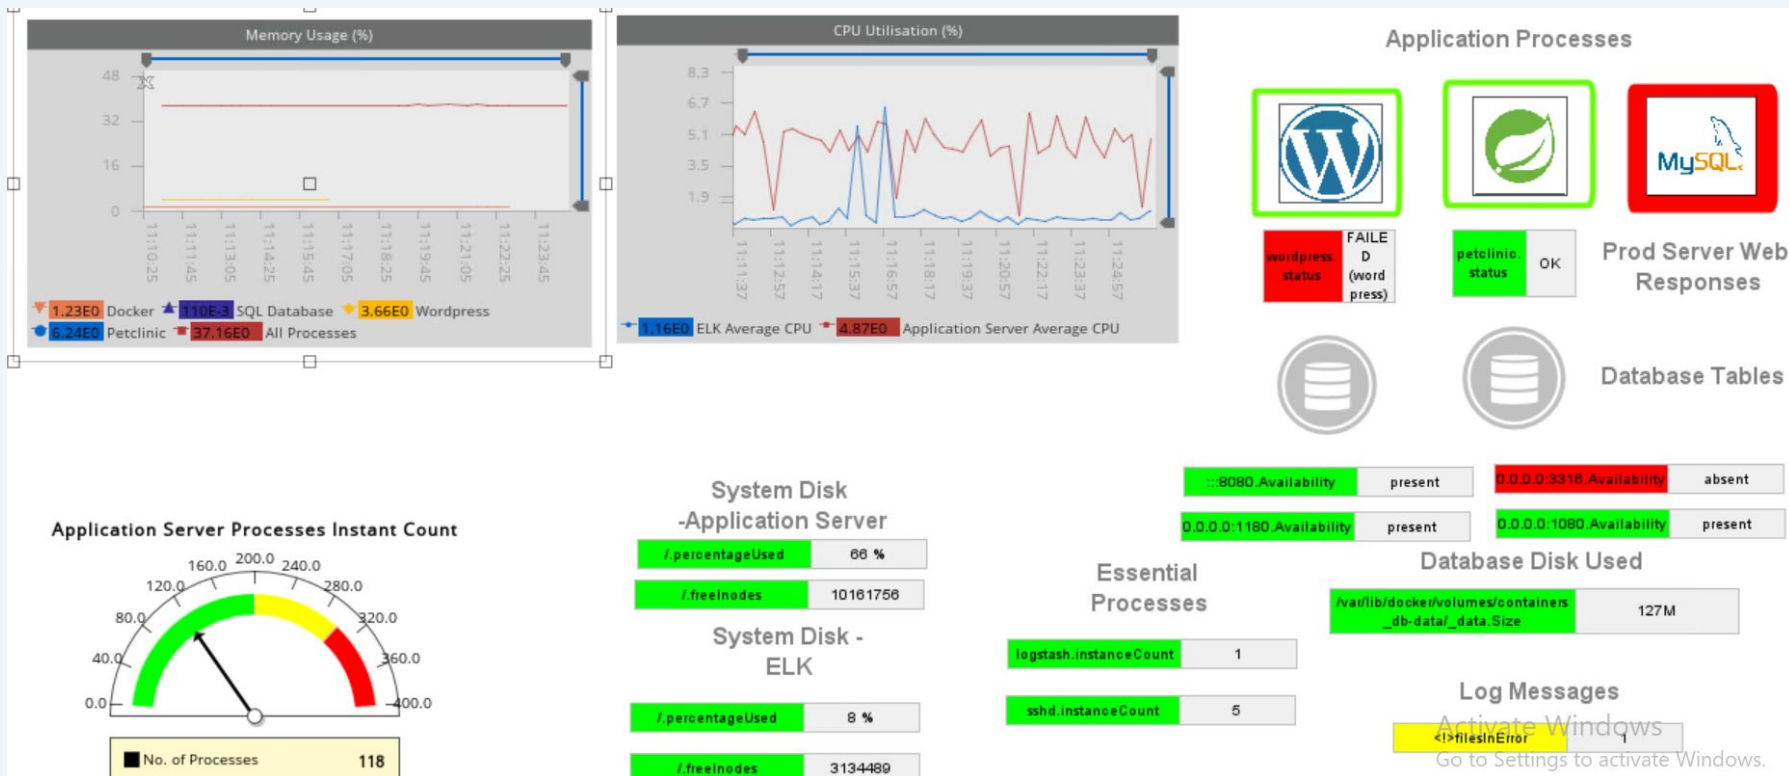 Memory Usage (%)
48
32
16
0
11:10:25
11:11:45
11:13:05
11:14:25
11:15:45
11:17:05
11:18:25
11:19:45
11:21:05
11:22:25
11:23:45
1.23E0 Docker 110E-3 SQL Database 3.66E0 Wordpress
6.24E0 Petclinic 37.16E0 All Processes
CPU Utilisation (%)
8.3
6.7
5.1
3.5
1.9
11:11:37
11:12:57
11:14:17
11:15:37
11:16:57
11:18:17
11:19:37
11:20:57
11:22:17
11:23:37
11:24:57
1.16E0 ELK Average CPU 4.87E0 Application Server Average CPU
Application Processes
W
MySQL
wordpress.
status
FAILE
D
(word
press)
petclinic.
status
OK
Prod Server Web
Responses
Database Tables
:::8080.Availability present
0.0.0.0:3316.Availability absent
0.0.0.0:1180.Availability present
0.0.0.0:1080.Availability present
Application Server Processes Instant Count
0.0
40.0
80.0
120.0
160.0
200.0
240.0
280.0
320.0
360.0
400.0
No. of Processes 118
System Disk
-Application Server
/.percentageUsed 66 %
/.freeInodes 10161756
System Disk -
ELK
/.percentageUsed 8 %
/.freeInodes 3134489
Essential
Processes
logstash.instanceCount 1
sshd.instanceCount 5
Database Disk Used
/var/lib/docker/volumes/containers
_db-data/_data.Size
127M
Log Messages
<!>filesInError 1
Activate Windows
Go to Settings to activate Windows.